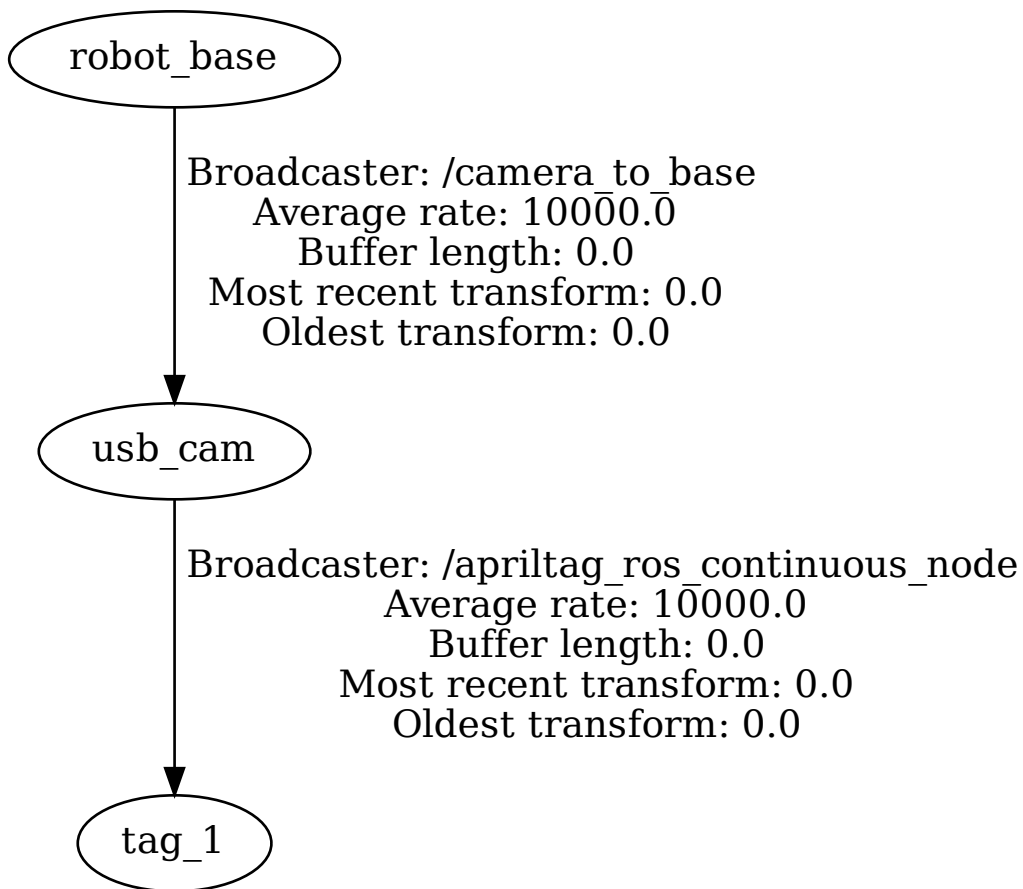 robot_base
Broadcaster: /camera_to_base
Average rate: 10000.0
Buffer length: 0.0
Most recent transform: 0.0
Oldest transform: 0.0
usb_cam
Broadcaster: /apriltag_ros_continuous_node
Average rate: 10000.0
Buffer length: 0.0
Most recent transform: 0.0
Oldest transform: 0.0
tag_1